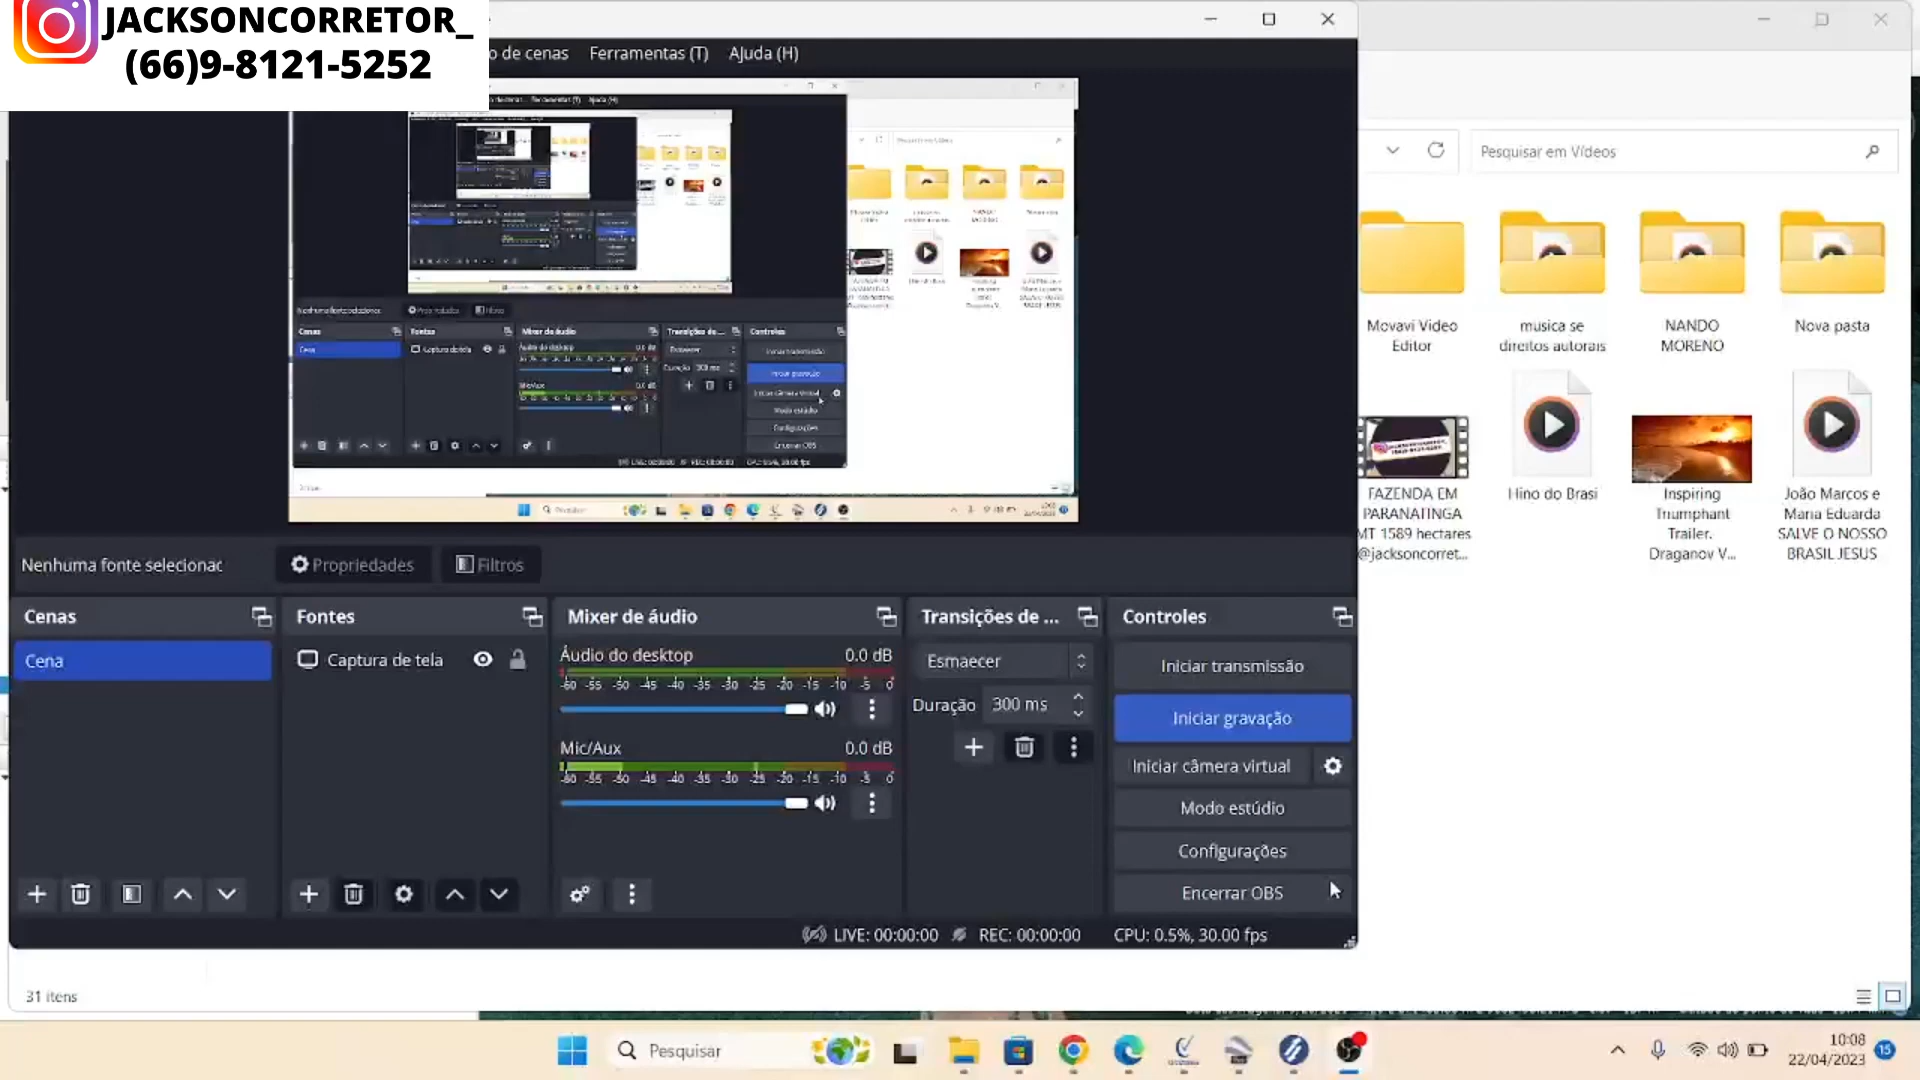 JACKSONCORRETOR_
(66)9-8121-5252
o de cenas Ferramentas (T) Ajuda (H)
Pesquisar em Vídeos
Movavi Video
Editor
musica se
direitos autorais
NANDO
MORENO
Nova pasta
FAZENDA EM
PARANATINGA
MT 1589 hectares
@jacksoncorret...
Hino do Brasi
Inspiring
Triumphant
Trailer.
Draganov V...
João Marcos e
Maria Eduarda
SALVE O NOSSO
BRASIL JESUS
Nenhuma fonte selecionac
Propriedades
Filtros
Cenas
Cena
Fontes
Captura de tela
Mixer de áudio
Áudio do desktop 0.0 dB
-60 -55 -50 -45 -40 -35 -30 -25 -20 -15 -10 -5 0
Mic/Aux 0.0 dB
-60 -55 -50 -45 -40 -35 -30 -25 -20 -15 -10 -5 0
Transições de ...
Esmaecer
Duração 300 ms
Controles
Iniciar transmissão
Iniciar gravação
Iniciar câmera virtual
Modo estúdio
Configurações
Encerrar OBS
LIVE: 00:00:00 REC: 00:00:00 CPU: 0.5%, 30.00 fps
31 itens
Pesquisar
10:08
22/04/2023
15